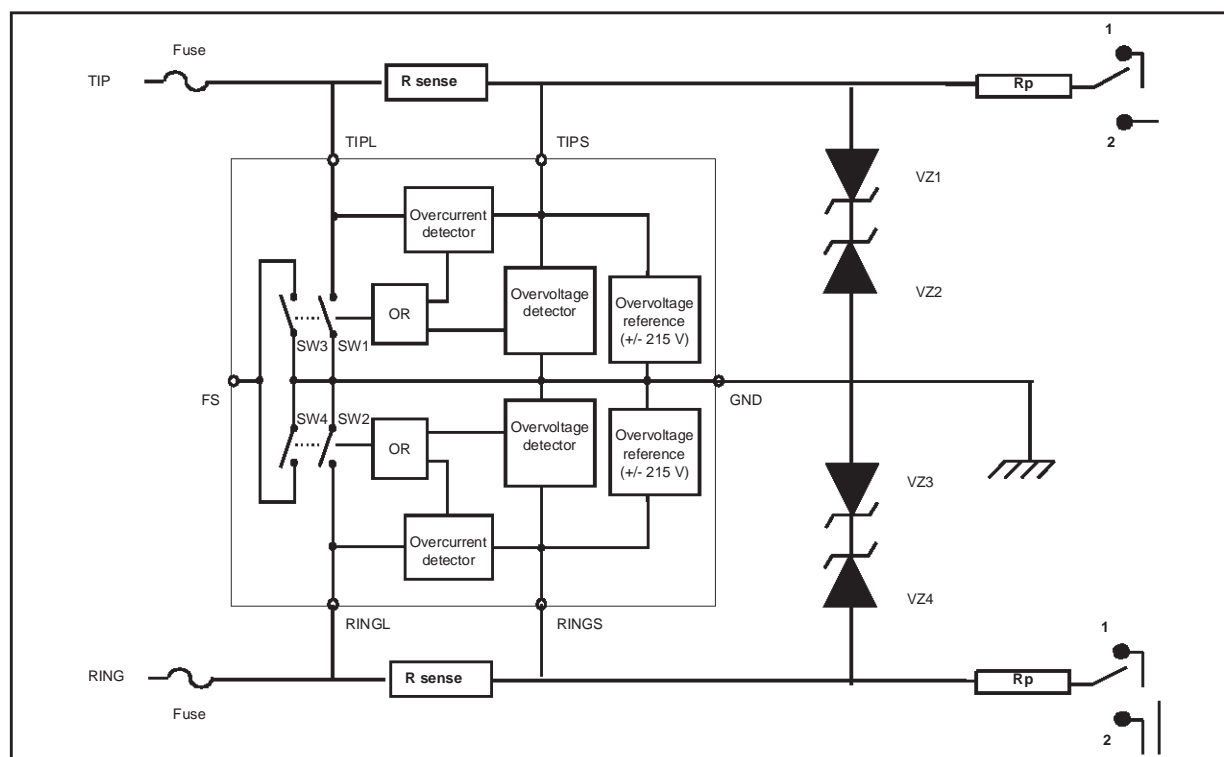 1
Fuse
TIP
R sense
Rp
2
TIPL
TIPS
VZ1
Overcurrent
detector
VZ2
OR
Overvoltage
detector
Overvoltage
reference
(+/- 215 V)
SW3
SW1
FS
GND
SW4
SW2
OR
Overvoltage
detector
Overvoltage
reference
(+/- 215 V)
VZ3
Overcurrent
detector
VZ4
RINGL
RINGS
1
RING
R sense
Rp
Fuse
2